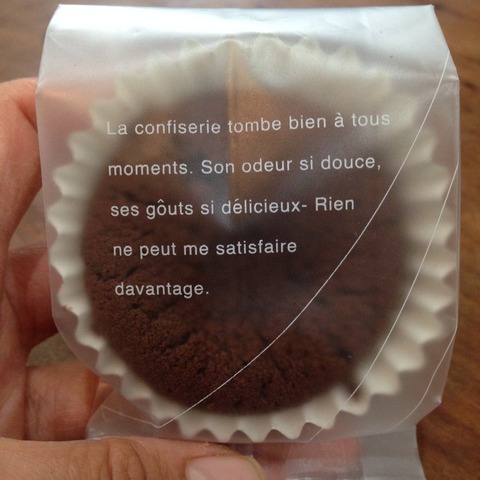 La confiserie tombe bien à tous
moments. Son odeur si douce,
ses goûts si délicieux- Rien
ne peut me satisfaire
davantage.